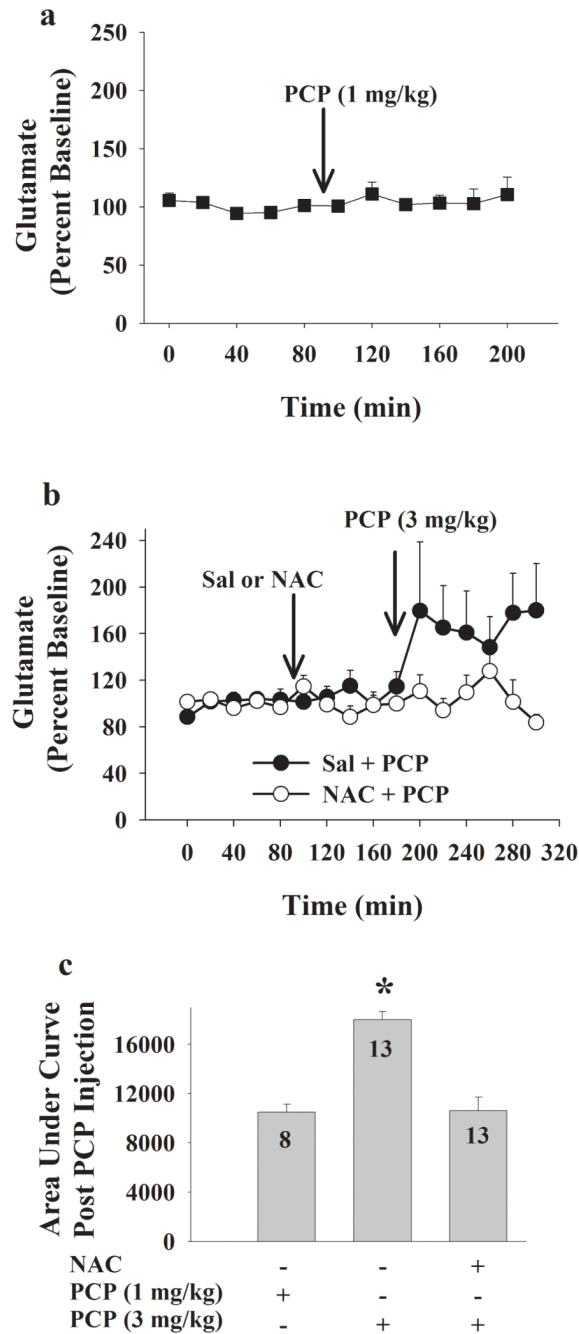 a
250
200
150
100
50
0
Glutamate
(Percent Baseline)
PCP (1 mg/kg)
0 40 80 120 160 200
Time (min)
b
240
200
160
120
80
40
0
Glutamate
(Percent Baseline)
Sal or NAC
PCP (3 mg/kg)
Sal + PCP
NAC + PCP
0 40 80 120 160 200 240 280 320
Time (min)
c
16000
12000
8000
4000
0
Area Under Curve
Post PCP Injection
*
8
13
13
NAC - - +
PCP (1 mg/kg) + - -
PCP (3 mg/kg) - + +